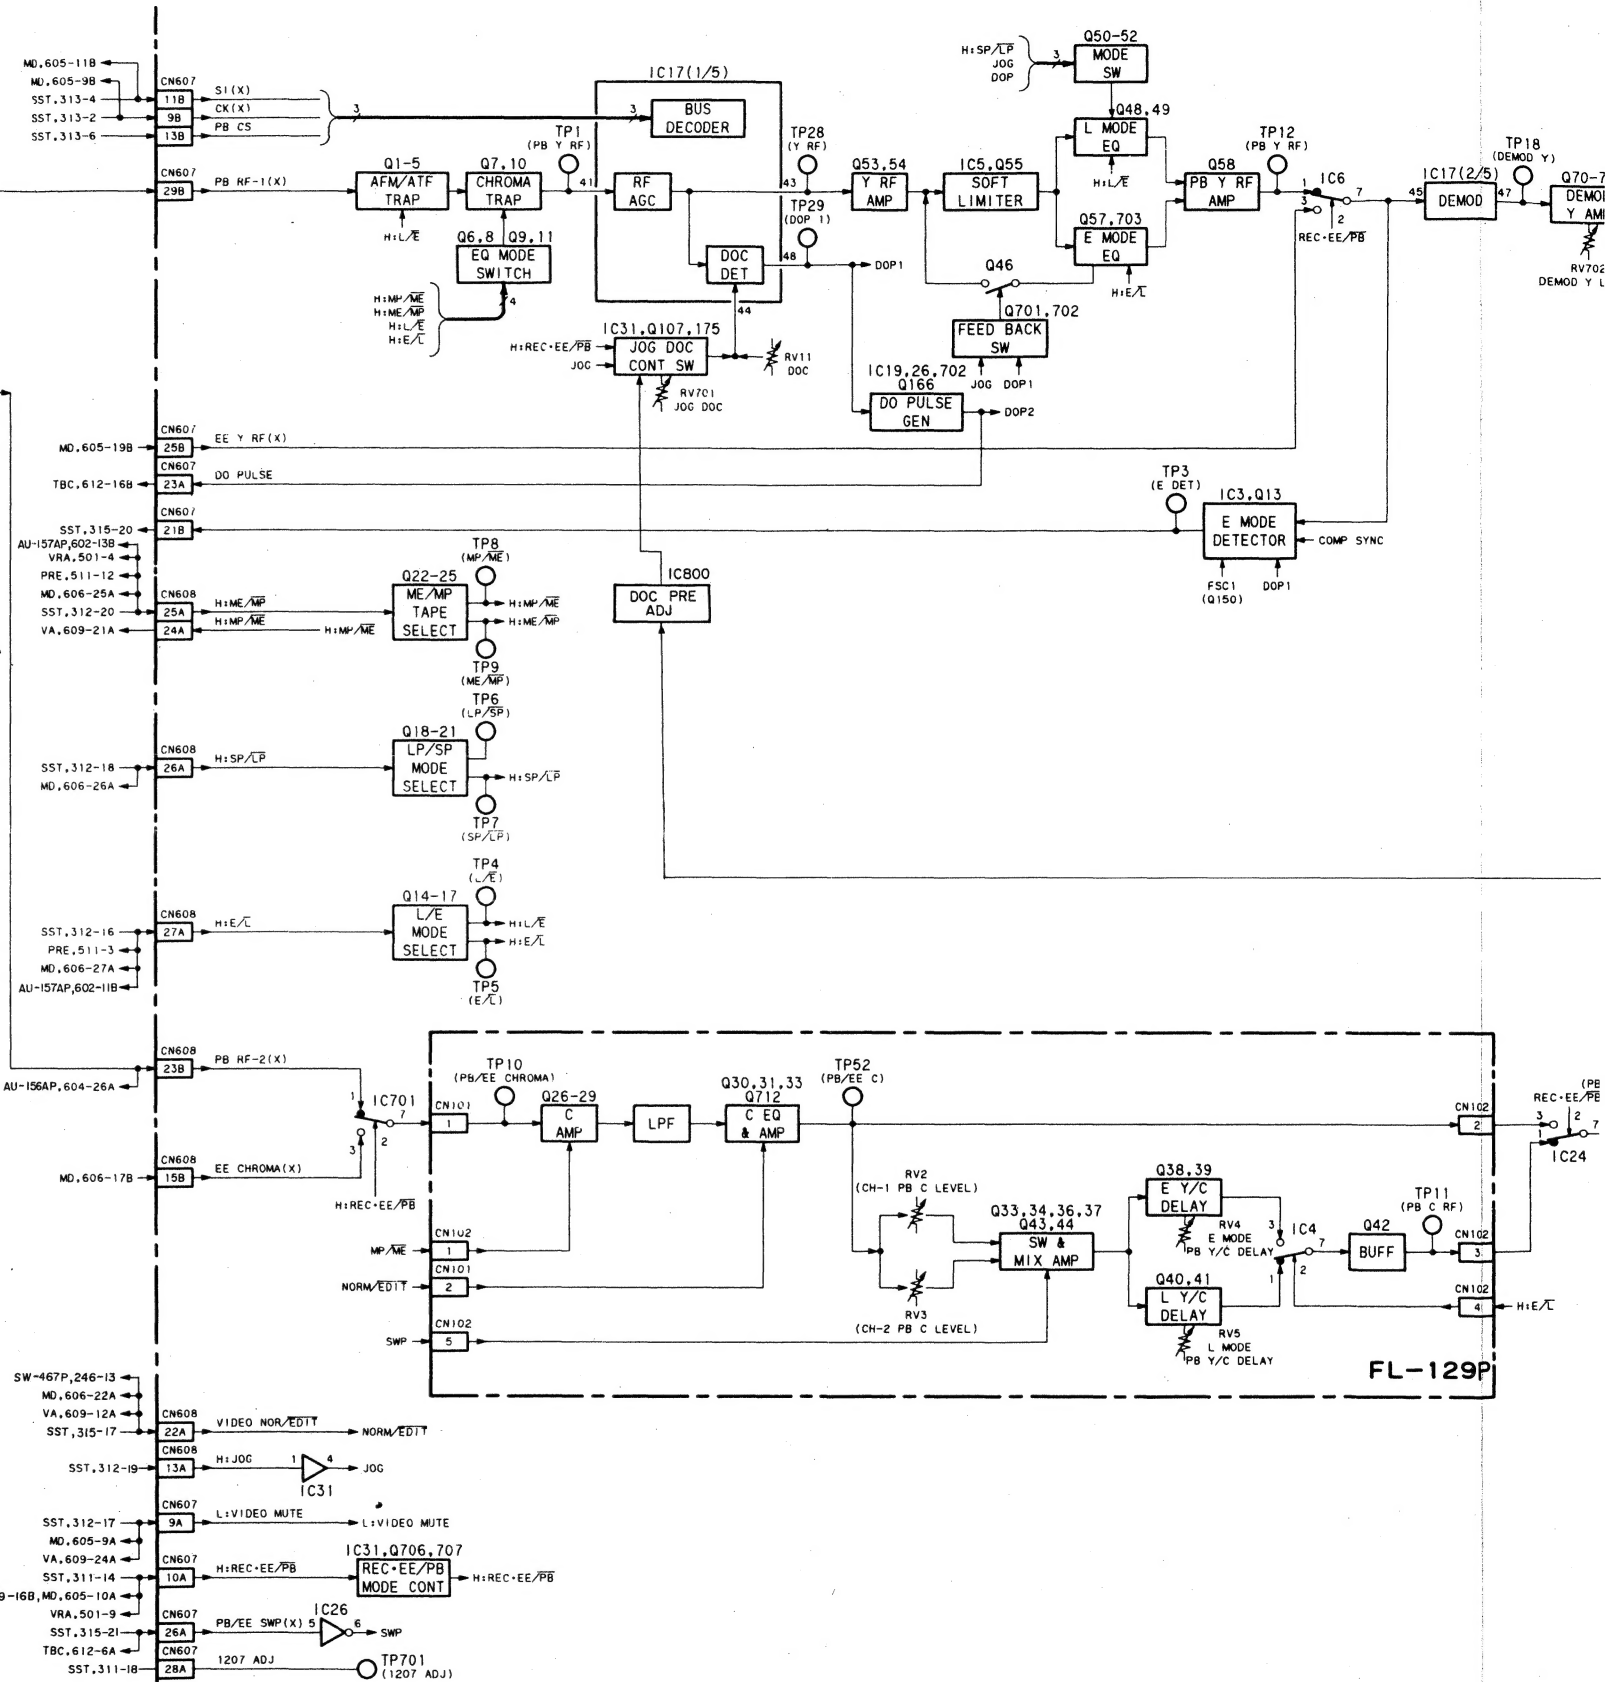 MD.605-11B
MD.605-9B
SST.313-4
SST.313-2
SST.313-6
CN607
11B
9B
13B
SI(X)
CK(X)
PB CS
3
CN607
29B
PB RF-1(X)
Q1-5
AFM/ATF
TRAP
H:L/E
Q7,10
CHROMA
TRAP
Q6,8 Q9,11
EQ MODE
SWITCH
H:MP/ME
H:ME/MP
H:L/E
H:E/L
4
TP1
(PB Y RF)
41
IC17(1/5)
3
BUS
DECODER
RF
AGC
DOC
DET
43
48
44
TP28
(Y RF)
TP29
(DOP 1)
DOP1
IC31,Q107,175
JOG DOC
CONT SW
H:REC·EE/PB
JOG
RV701
JOG DOC
RV11
DOC
Q53,54
Y RF
AMP
IC5,Q55
SOFT
LIMITER
H:SP/LP
JOG
DOP
3
Q50-52
MODE
SW
Q48,49
L MODE
EQ
H:L/E
Q57,703
E MODE
EQ
H:E/L
Q46
Q701,702
FEED BACK
SW
JOG DOP1
IC19,26,702
Q166
DO PULSE
GEN
DOP2
Q58
PB Y RF
AMP
TP12
(PB Y RF)
1
3
IC6
7
2
REC·EE/PB
45
IC17(2/5)
DEMOD
47
TP18
(DEMOD Y)
Q70-7
DEMO
Y AM
RV702
DEMOD Y L
MD.605-19B
CN607
25B
EE Y RF(X)
TBC.612-16B
CN607
23A
DO PULSE
SST.315-20
CN607
21B
TP3
(E DET)
IC3,Q13
E MODE
DETECTOR
COMP SYNC
FSC1
(Q150)
DOP1
AU-157AP,602-13B
VRA.501-4
PRE.511-12
MD.606-25A
SST.312-20
VA.609-21A
CN608
25A
24A
H:ME/MP
H:MP/ME
H:MP/ME
Q22-25
ME/MP
TAPE
SELECT
TP8
(MP/ME)
H:MP/ME
H:ME/MP
TP9
(ME/MP)
IC800
DOC PRE
ADJ
SST.312-18
MD.606-26A
CN608
26A
H:SP/LP
Q18-21
LP/SP
MODE
SELECT
TP6
(LP/SP)
H:SP/LP
TP7
(SP/LP)
SST.312-16
PRE.511-3
MD.606-27A
AU-157AP,602-11B
CN608
27A
H:E/L
Q14-17
L/E
MODE
SELECT
TP4
(L/E)
H:L/E
H:E/L
TP5
(E/L)
AU-156AP,604-26A
CN608
23B
PB RF-2(X)
1
IC701
7
3
2
H:REC·EE/PB
MD.606-17B
CN608
15B
EE CHROMA(X)
CN101
1
TP10
(PB/EE CHROMA)
Q26-29
C
AMP
LPF
Q30,31,33
Q712
C EQ
& AMP
TP52
(PB/EE C)
MP/ME
CN102
1
NORM/EDIT
CN101
2
SWP
CN102
5
RV2
(CH-1 PB C LEVEL)
RV3
(CH-2 PB C LEVEL)
Q33,34,36,37
Q43,44
SW &
MIX AMP
Q38,39
E Y/C
DELAY
RV4
E MODE
PB Y/C DELAY
Q40,41
L Y/C
DELAY
RV5
L MODE
PB Y/C DELAY
3
IC4
7
1
2
Q42
BUFF
TP11
(PB C RF)
CN102
2
CN102
3
CN102
4
H:E/L
(PB
REC·EE/PB
3
2
7
1
IC24
FL-129P
SW-467P,246-13
MD.606-22A
VA.609-12A
SST.315-17
CN608
22A
VIDEO NOR/EDIT
NORM/EDIT
SST.312-19
CN608
13A
H:JOG
1
4
IC31
JOG
SST.312-17
MD.605-9A
VA.609-24A
CN607
9A
L:VIDEO MUTE
L:VIDEO MUTE
SST.311-14
9-16B,MD.605-10A
VRA.501-9
CN607
10A
H:REC·EE/PB
IC31,Q706,707
REC·EE/PB
MODE CONT
H:REC·EE/PB
SST.315-21
TBC.612-6A
CN607
26A
PB/EE SWP(X)
5
IC26
6
SWP
SST.311-18
CN607
28A
1207 ADJ
TP701
(1207 ADJ)